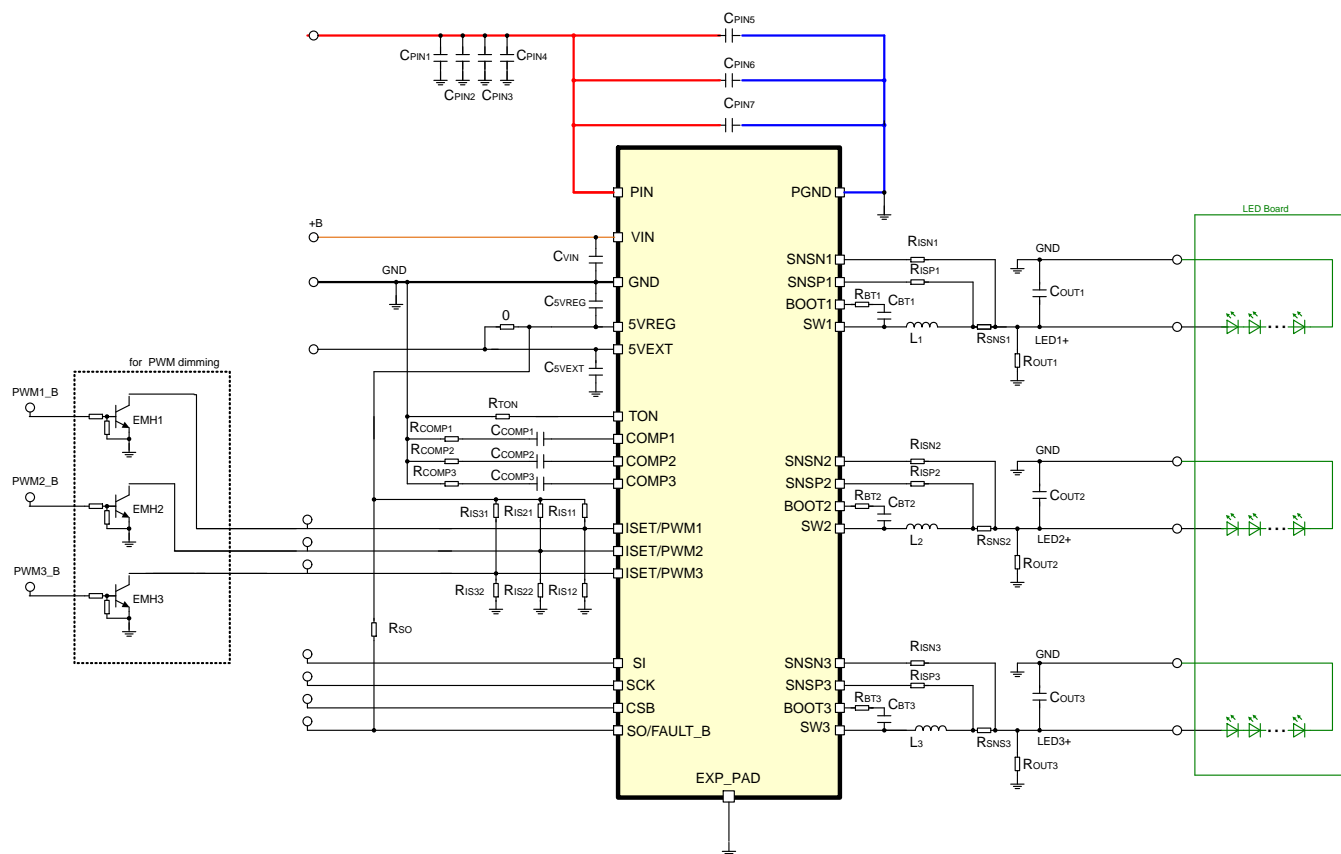 CPIN5
CPIN1
CPIN4
CPIN2
CPIN3
CPIN6
CPIN7
PIN
PGND
+B
VIN
CVIN
GND
GND
C5VREG
0
5VREG
5VEXT
C5VEXT
RTON
TON
RCOMP1
CCOMP1
COMP1
RCOMP2
CCOMP2
COMP2
RCOMP3
CCOMP3
COMP3
RIS31
RIS21
RIS11
ISET/PWM1
ISET/PWM2
ISET/PWM3
RIS32
RIS22
RIS12
RSO
SI
SCK
CSB
SO/FAULT_B
EXP_PAD
for PWM dimming
PWM1_B
EMH1
PWM2_B
EMH2
PWM3_B
EMH3
SNSN1
RISN1
SNSP1
RISP1
BOOT1
RBT1
CBT1
SW1
L1
RSNS1
LED1+
GND
COUT1
ROUT1
SNSN2
RISN2
SNSP2
RISP2
BOOT2
RBT2
CBT2
SW2
L2
RSNS2
LED2+
GND
COUT2
ROUT2
SNSN3
RISN3
SNSP3
RISP3
BOOT3
RBT3
CBT3
SW3
L3
RSNS3
LED3+
GND
COUT3
ROUT3
LED Board